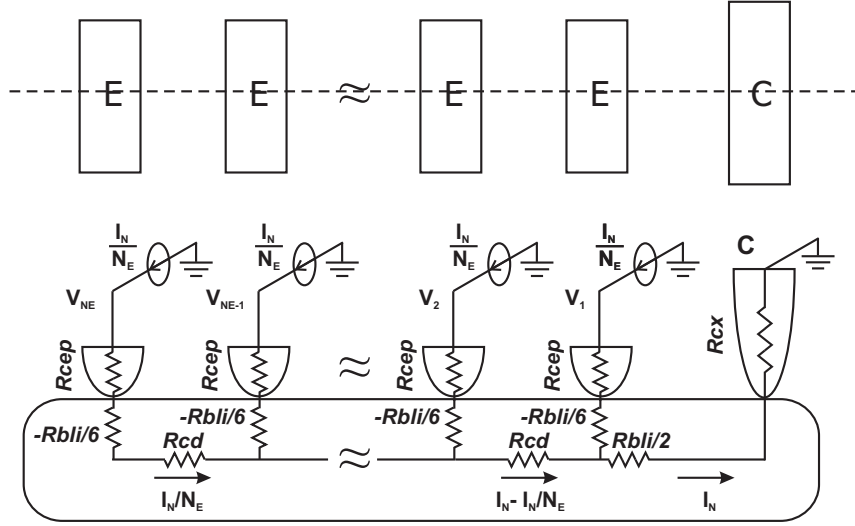 E E ≈ E E C
I_N/N_E I_N/N_E I_N/N_E I_N/N_E C
V_NE V_NE-1 V_2 V_1
Rcep Rcep ≈ Rcep Rcep Rcx
-Rbli/6 -Rbli/6 -Rbli/6 -Rbli/6
Rcd ≈ Rcd Rbli/2
I_N/N_E I_N- I_N/N_E I_N